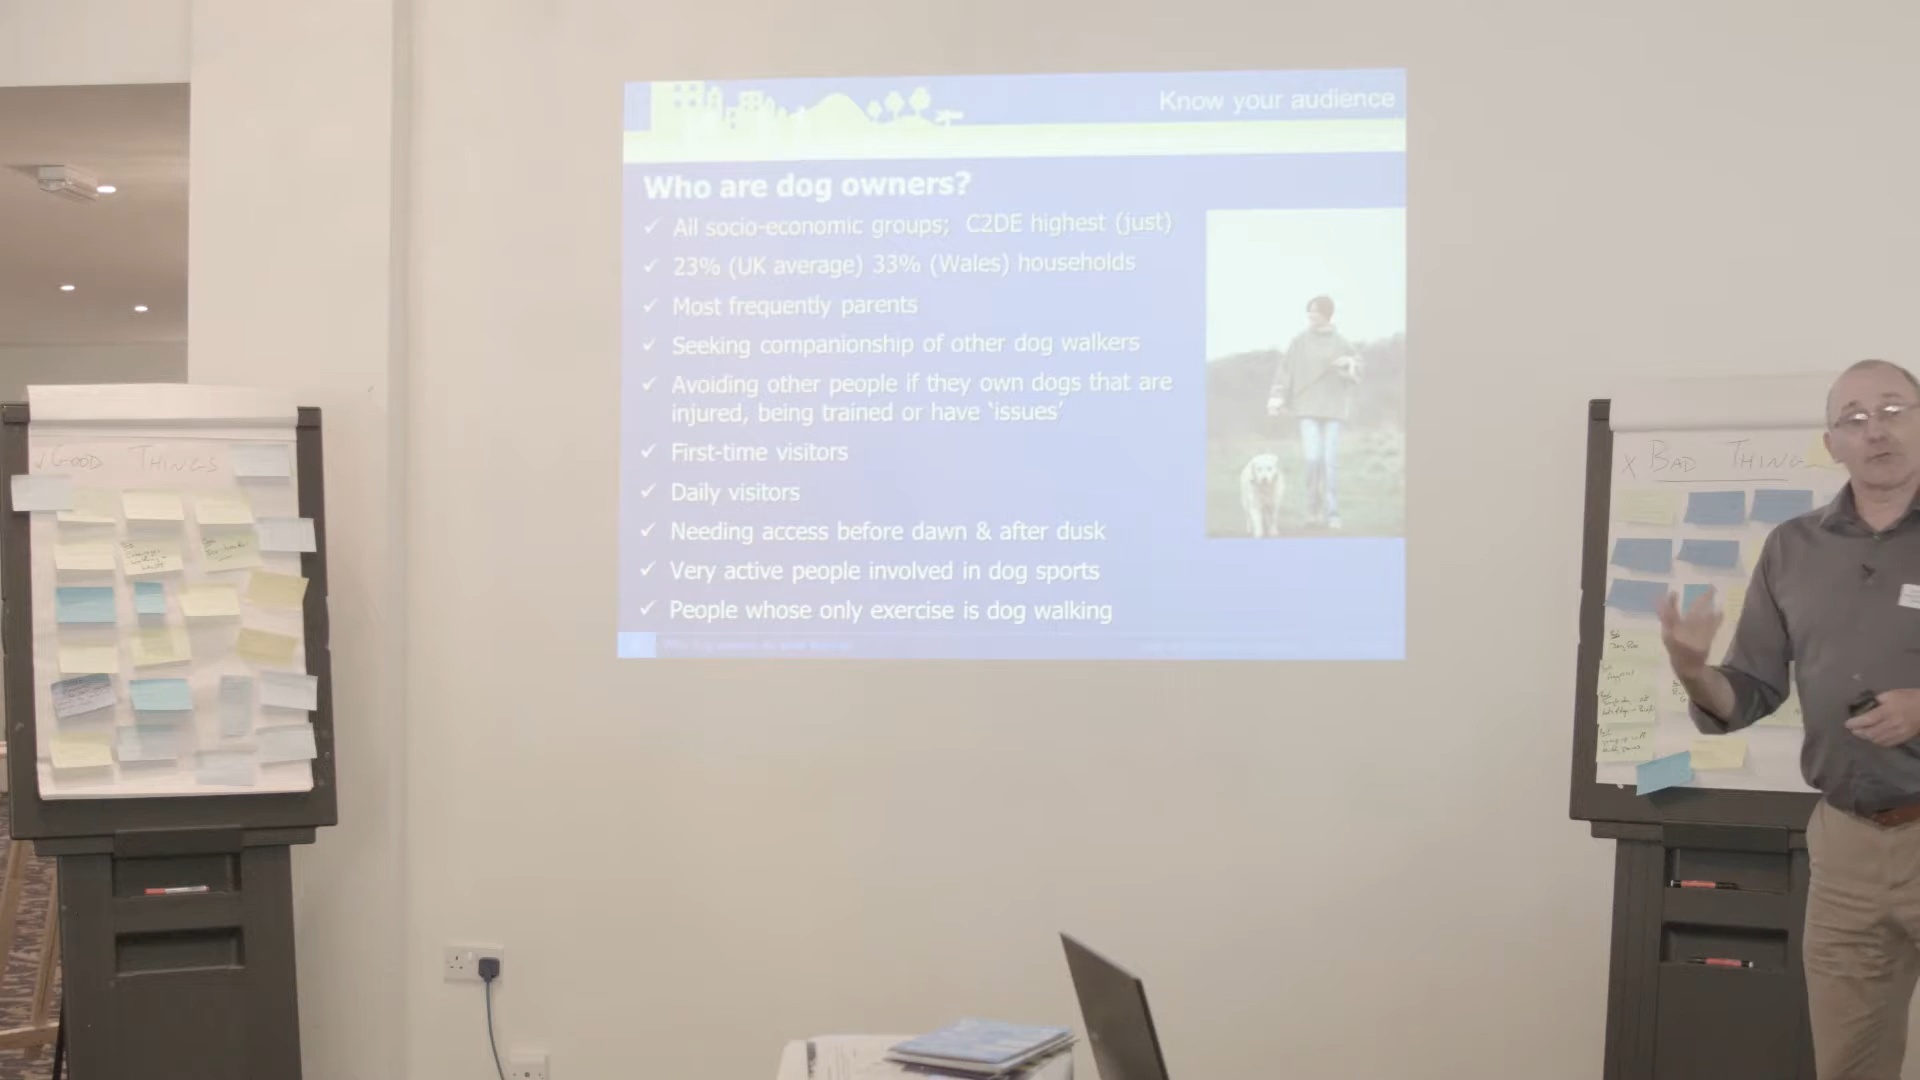 Know your audience
Who are dog owners?
✓ All socio-economic groups; C2DE highest (just)
✓ 23% (UK average) 33% (Wales) households
✓ Most frequently parents
✓ Seeking companionship of other dog walkers
✓ Avoiding other people if they own dogs that are
injured, being trained or have ‘issues’
✓ First-time visitors
✓ Daily visitors
✓ Needing access before dawn & after dusk
✓ Very active people involved in dog sports
✓ People whose only exercise is dog walking
✓ GOOD THINGS
X BAD THING